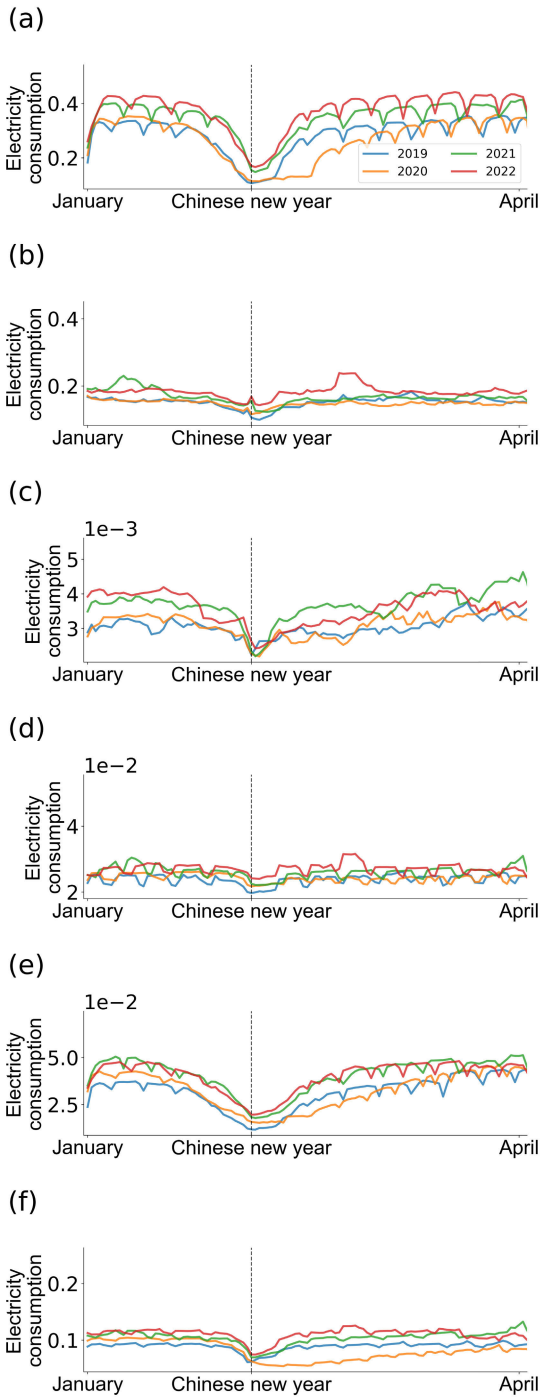 (a)
Electricity
consumption
0.4
0.2
2019
2020
2021
2022
January
Chinese new year
April
(b)
Electricity
consumption
0.4
0.2
January
Chinese new year
April
(c)
1e−3
Electricity
consumption
5
4
3
January
Chinese new year
April
(d)
1e−2
Electricity
consumption
4
2
January
Chinese new year
April
(e)
1e−2
Electricity
consumption
5.0
2.5
January
Chinese new year
April
(f)
Electricity
consumption
0.2
0.1
January
Chinese new year
April